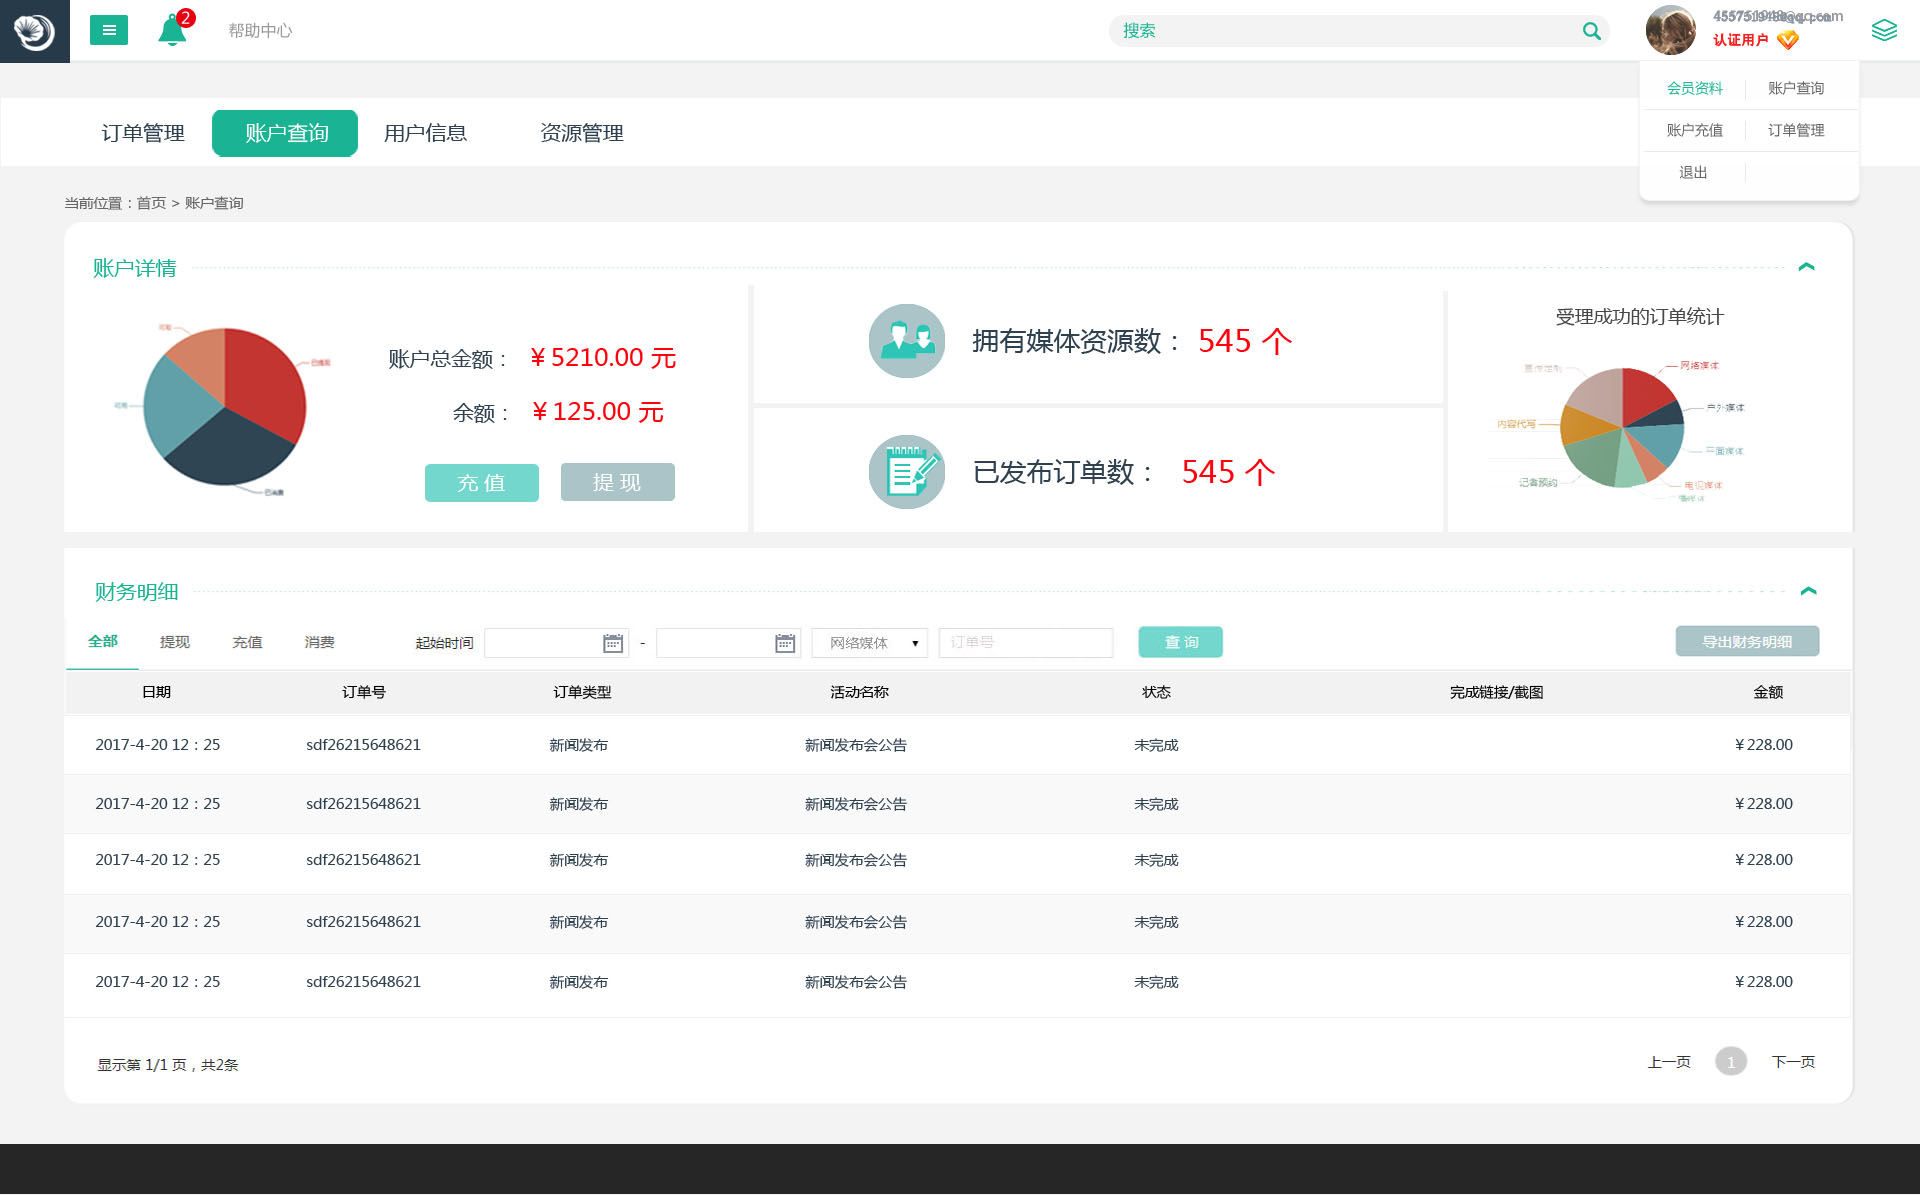 2
帮助中心
搜索
认证用户
会员资料 账户查询
账户充值 订单管理
退出
订单管理 账户查询 用户信息 资源管理
当前位置：首页 > 账户查询
账户详情
账户总金额： ￥5210.00 元
余额： ￥125.00 元
充 值 提 现
拥有媒体资源数： 545 个
已发布订单数： 545 个
受理成功的订单统计
网络媒体
户外媒体
内容代写
平面媒体
记者预约
电视媒体
财务明细
全部 提现 充值 消费 起始时间 - 网络媒体 ▼ 订单号 查 询 导出财务明细
日期 订单号 订单类型 活动名称 状态 完成链接/截图 金额
2017-4-20 12：25 sdf26215648621 新闻发布 新闻发布会公告 未完成 ￥228.00
2017-4-20 12：25 sdf26215648621 新闻发布 新闻发布会公告 未完成 ￥228.00
2017-4-20 12：25 sdf26215648621 新闻发布 新闻发布会公告 未完成 ￥228.00
2017-4-20 12：25 sdf26215648621 新闻发布 新闻发布会公告 未完成 ￥228.00
2017-4-20 12：25 sdf26215648621 新闻发布 新闻发布会公告 未完成 ￥228.00
显示第 1/1 页，共2条
上一页 1 下一页